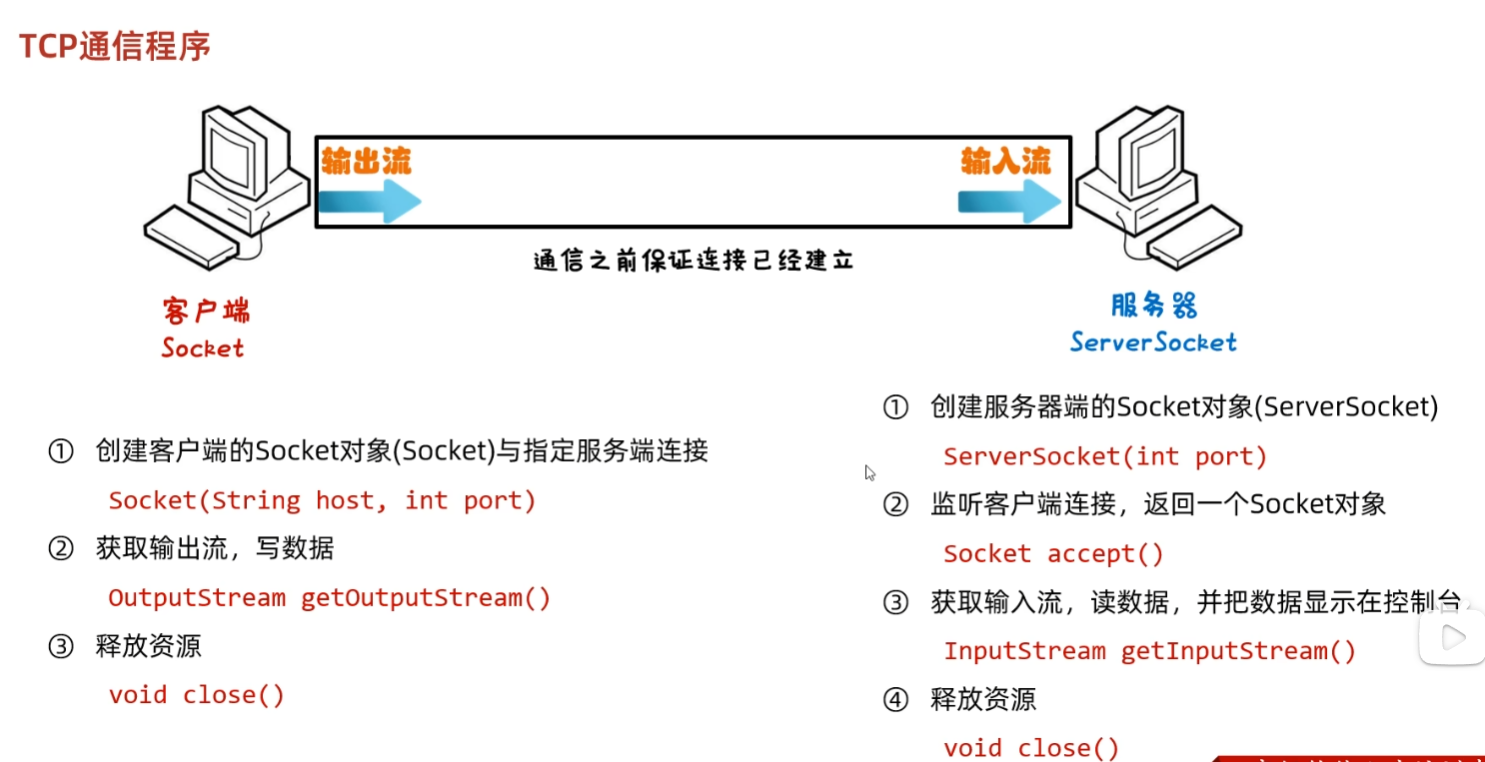 TCP通信程序
输出流
输入流
通信之前保证连接已经建立
客户端
Socket
服务器
ServerSocket
① 创建客户端的Socket对象(Socket)与指定服务端连接
Socket(String host, int port)
② 获取输出流，写数据
OutputStream getOutputStream()
③ 释放资源
void close()
① 创建服务器端的Socket对象(ServerSocket)
ServerSocket(int port)
② 监听客户端连接，返回一个Socket对象
Socket accept()
③ 获取输入流，读数据，并把数据显示在控制台
InputStream getInputStream()
④ 释放资源
void close()